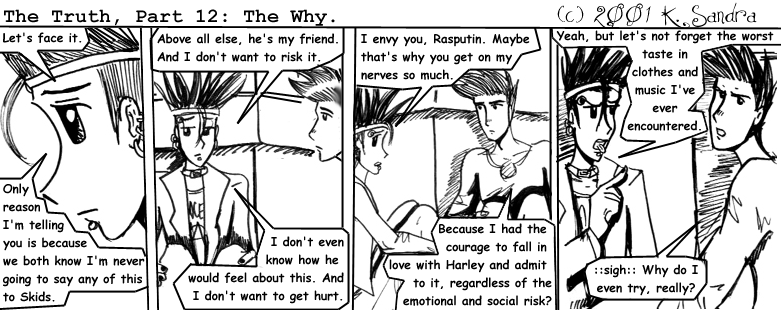 The Truth, Part 12: The Why.
(c) 2001 K. Sandra
Let's face it.
Only
reason
I'm telling
you is because
we both know I'm never
going to say any of this
to Skids.
Above all else, he's my friend.
And I don't want to risk it.
I don't even
know how he
would feel about this. And
I don't want to get hurt.
I envy you, Rasputin. Maybe
that's why you get on my
nerves so much.
Because I had the
courage to fall in
love with Harley and admit
to it, regardless of the
emotional and social risk?
Yeah, but let's not forget the worst
taste in
clothes and
music I've
ever
encountered.
::sigh:: Why do I
even try, really?